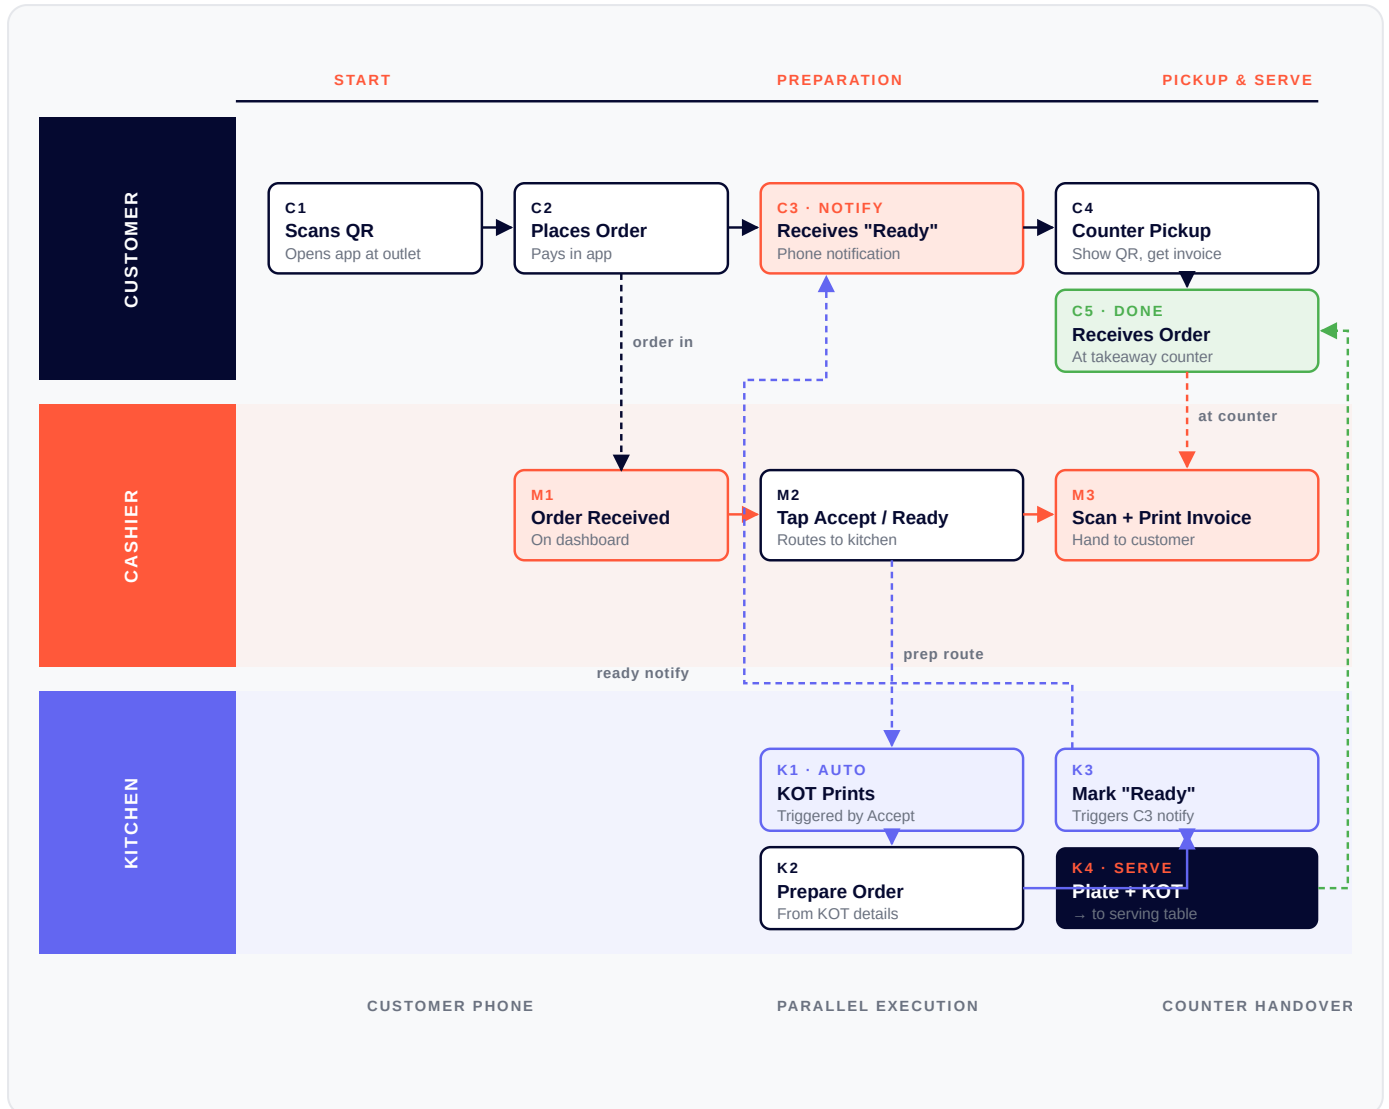 START
PREPARATION
PICKUP & SERVE
CUSTOMER
C1
Scans QR
Opens app at outlet
C2
Places Order
Pays in app
C3 · NOTIFY
Receives "Ready"
Phone notification
C4
Counter Pickup
Show QR, get invoice
C5 · DONE
Receives Order
At takeaway counter
order in
at counter
CASHIER
M1
Order Received
On dashboard
M2
Tap Accept / Ready
Routes to kitchen
M3
Scan + Print Invoice
Hand to customer
prep route
ready notify
KITCHEN
K1 · AUTO
KOT Prints
Triggered by Accept
K3
Mark "Ready"
Triggers C3 notify
K2
Prepare Order
From KOT details
K4 · SERVE
Plate + KOT
→ to serving table
CUSTOMER PHONE
PARALLEL EXECUTION
COUNTER HANDOVER